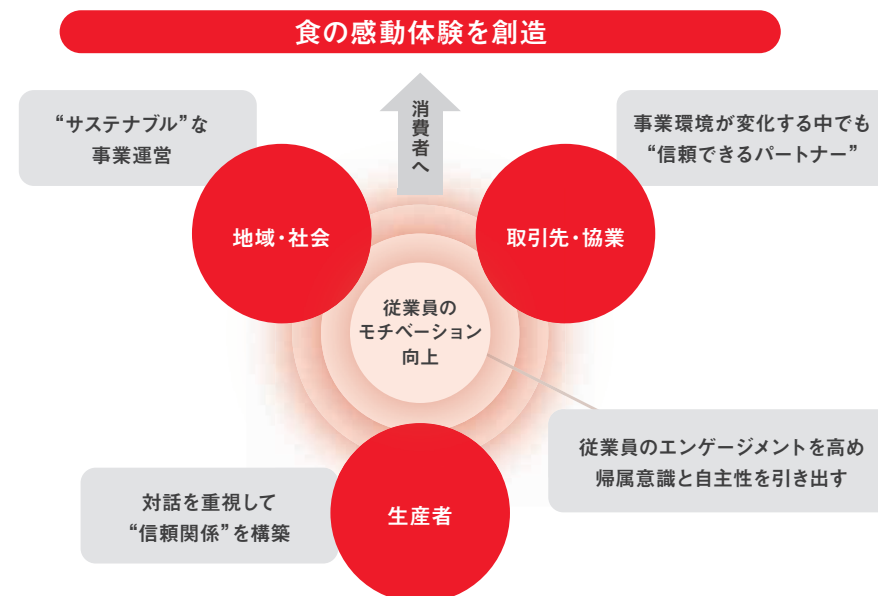 食の感動体験を創造
消費者へ
“サステナブル”な
事業運営
事業環境が変化する中でも
“信頼できるパートナー”
地域・社会
取引先・協業
従業員の
モチベーション
向上
従業員のエンゲージメントを高め
帰属意識と自主性を引き出す
対話を重視して
“信頼関係”を構築
生産者